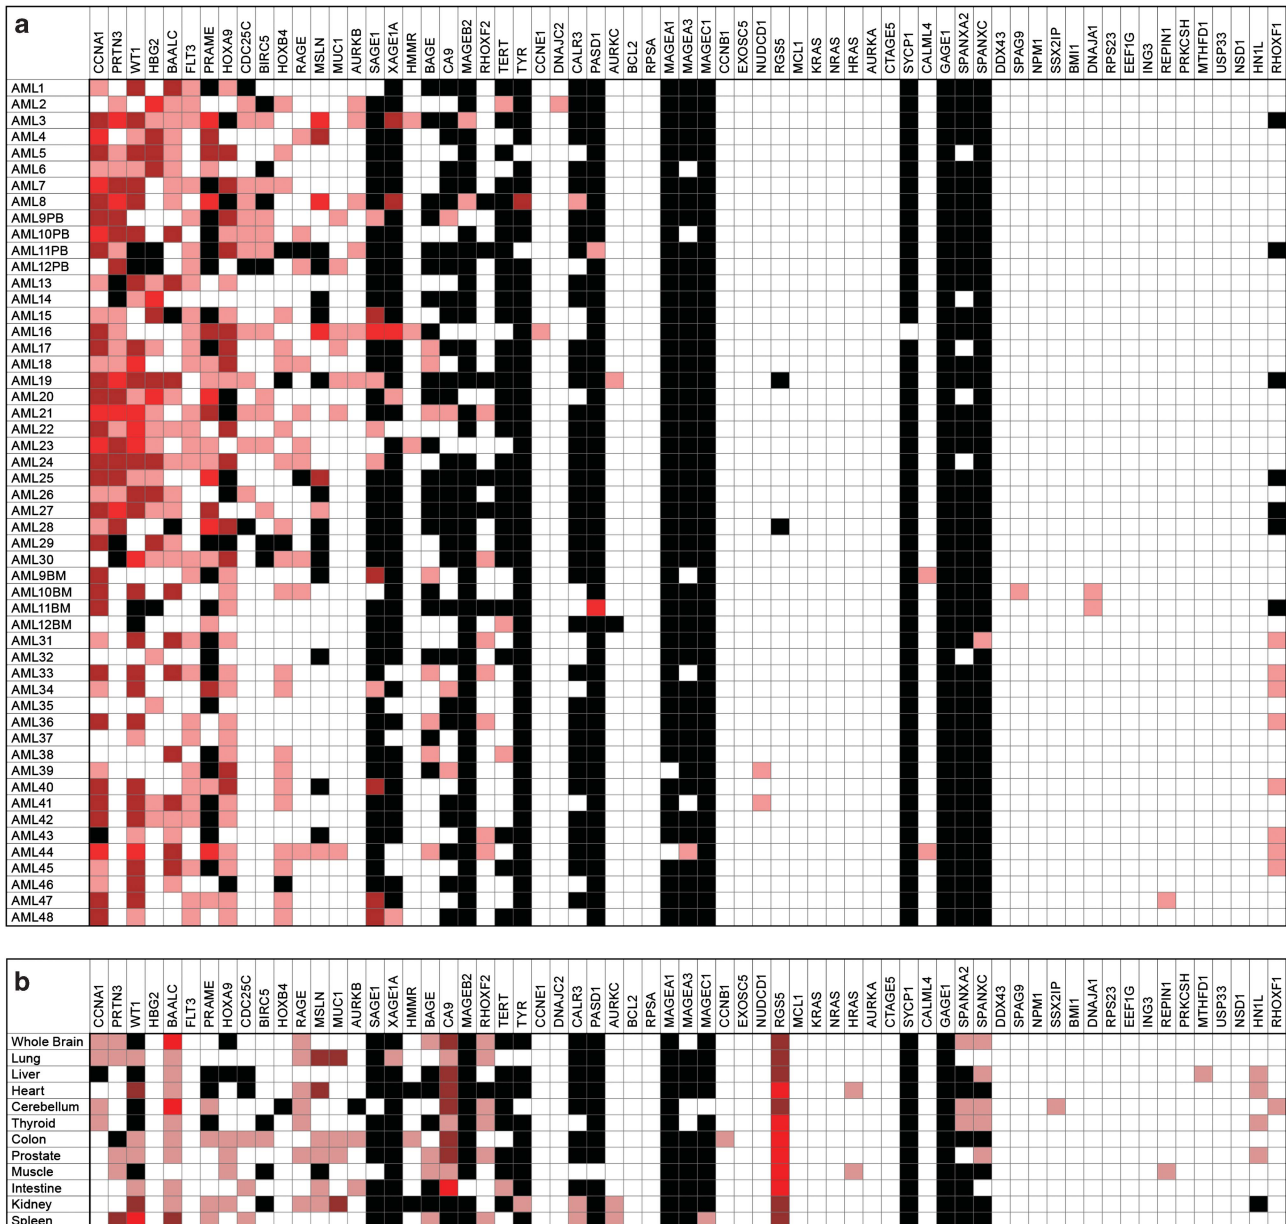 a
CCNA1 PRTN3 WT1 HBG2 BAALC FLT3 PRAME HOXA9 CDC25C BIRC5 HOXB4 RAGE MSLN MUC1 AURKB SAGE1 XAGE1A HMMR BAGE CA9 MAGEB2 RHOXF2 TERT TYR CCNE1 DNAJC2 CALR3 PASD1 AURKC BCL2 RPSA MAGEA1 MAGEA3 MAGEC1 CCNB1 EXOSC5 NUDCD1 RGS5 MCL1 KRAS NRAS HRAS AURKA CTAGE5 SYCP1 CALML4 GAGE1 SPANXA2 SPANXC DDX43 SPAG9 NPM1 SSX2IP BMI1 DNAJA1 RPS23 EEF1G ING3 REPIN1 PRKCSH MTHFD1 USP33 NSD1 HN1L RHOXF1
AML1
AML2
AML3
AML4
AML5
AML6
AML7
AML8
AML9PB
AML10PB
AML11PB
AML12PB
AML13
AML14
AML15
AML16
AML17
AML18
AML19
AML20
AML21
AML22
AML23
AML24
AML25
AML26
AML27
AML28
AML29
AML30
AML9BM
AML10BM
AML11BM
AML12BM
AML31
AML32
AML33
AML34
AML35
AML36
AML37
AML38
AML39
AML40
AML41
AML42
AML43
AML44
AML45
AML46
AML47
AML48
b
CCNA1 PRTN3 WT1 HBG2 BAALC FLT3 PRAME HOXA9 CDC25C BIRC5 HOXB4 RAGE MSLN MUC1 AURKB SAGE1 XAGE1A HMMR BAGE CA9 MAGEB2 RHOXF2 TERT TYR CCNE1 DNAJC2 CALR3 PASD1 AURKC BCL2 RPSA MAGEA1 MAGEA3 MAGEC1 CCNB1 EXOSC5 NUDCD1 RGS5 MCL1 KRAS NRAS HRAS AURKA CTAGE5 SYCP1 CALML4 GAGE1 SPANXA2 SPANXC DDX43 SPAG9 NPM1 SSX2IP BMI1 DNAJA1 RPS23 EEF1G ING3 REPIN1 PRKCSH MTHFD1 USP33 NSD1 HN1L RHOXF1
Whole Brain
Lung
Liver
Heart
Cerebellum
Thyroid
Colon
Prostate
Muscle
Intestine
Kidney
Spleen